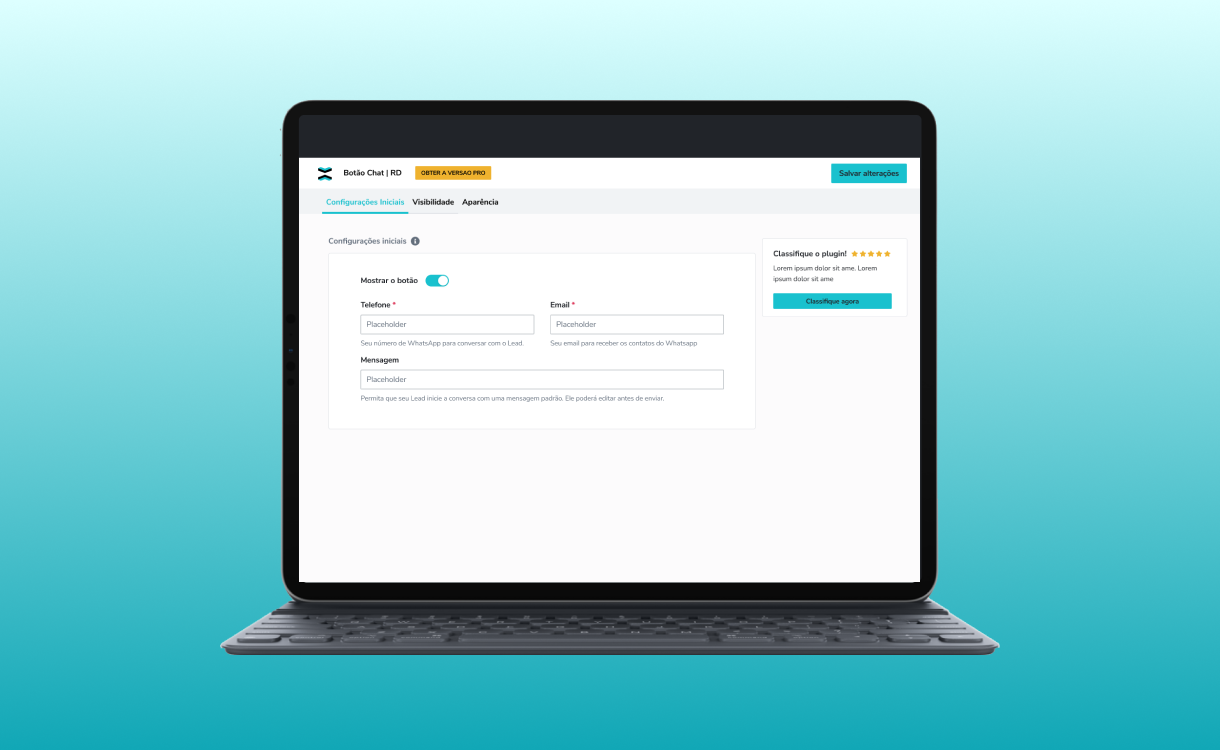 Botão Chat | RD
OBTER A VERSAO PRO
Salvar alterações
Configurações Iniciais
Visibilidade
Aparência
Configurações iniciais
Mostrar o botão
Telefone *
Placeholder
Seu número de WhatsApp para conversar com o Lead.
Email *
Placeholder
Seu email para receber os contatos do Whatsapp.
Mensagem
Placeholder
Permita que seu Lead inicie a conversa com uma mensagem padrão. Ele poderá editar antes de enviar.
Classifique o plugin!
Lorem ipsum dolor sit ame. Lorem
ipsum dolor sit ame
Classifique agora